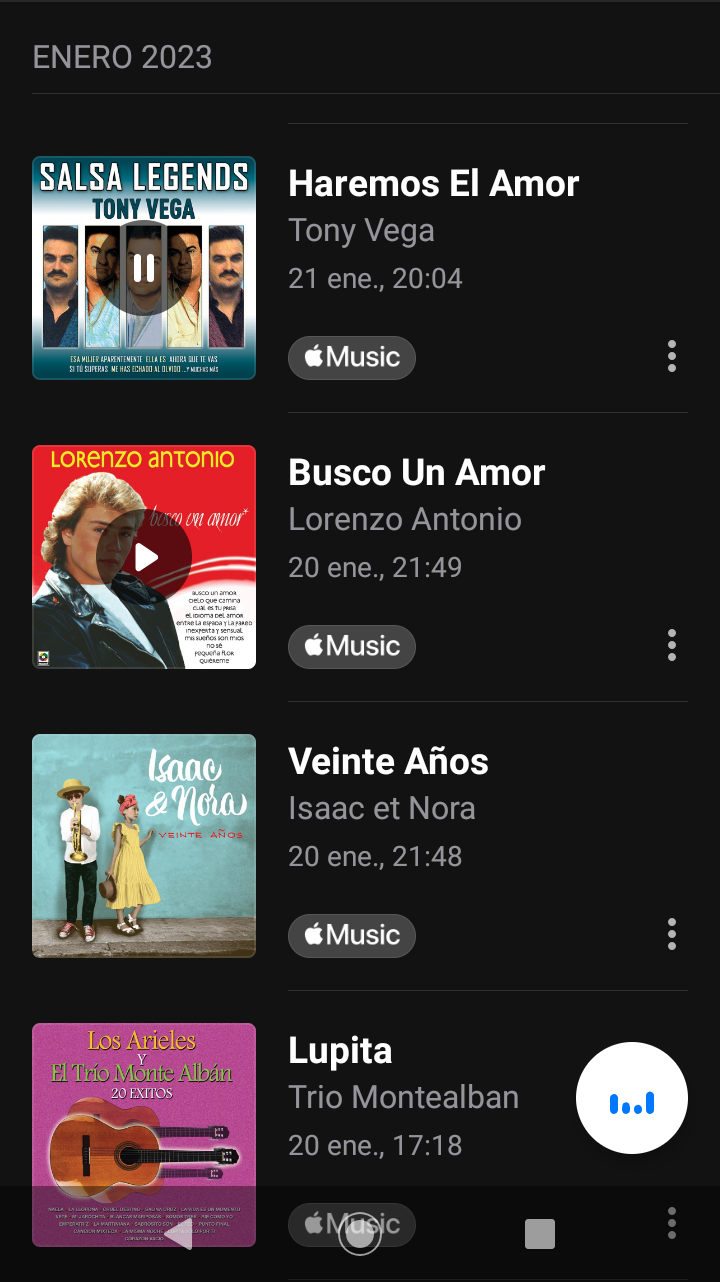 ENERO 2023
SALSA LEGENDS
TONY VEGA
ESA MUJER APARENTEMENTE ELLA ES AHORA QUE TE VAS
SI TÚ SUPERAS ME HAS ECHADO AL OLVIDO ...Y MUCHAS MÁS
Haremos El Amor
Tony Vega
21 ene., 20:04
Music
LORENZO ANTONIO
busco un amor*
BUSCO UN AMOR
CIELO QUE CAMINA
CUÁL ES TU PRISA
EL IDIOMA DEL AMOR
ENTRE LA ESPADA Y LA PARED
INEXPERTA Y SENSUAL
MIS SUEÑOS SON MÍOS
NO SÉ
PEQUEÑA FLOR
QUIÉREME
Busco Un Amor
Lorenzo Antonio
20 ene., 21:49
Music
Isaac
& Nora
VEINTE AÑOS
Veinte Años
Isaac et Nora
20 ene., 21:48
Music
Los Arieles
Y
El Trío Monte Albán
20 EXITOS
Lupita
Trio Montealban
20 ene., 17:18
Music